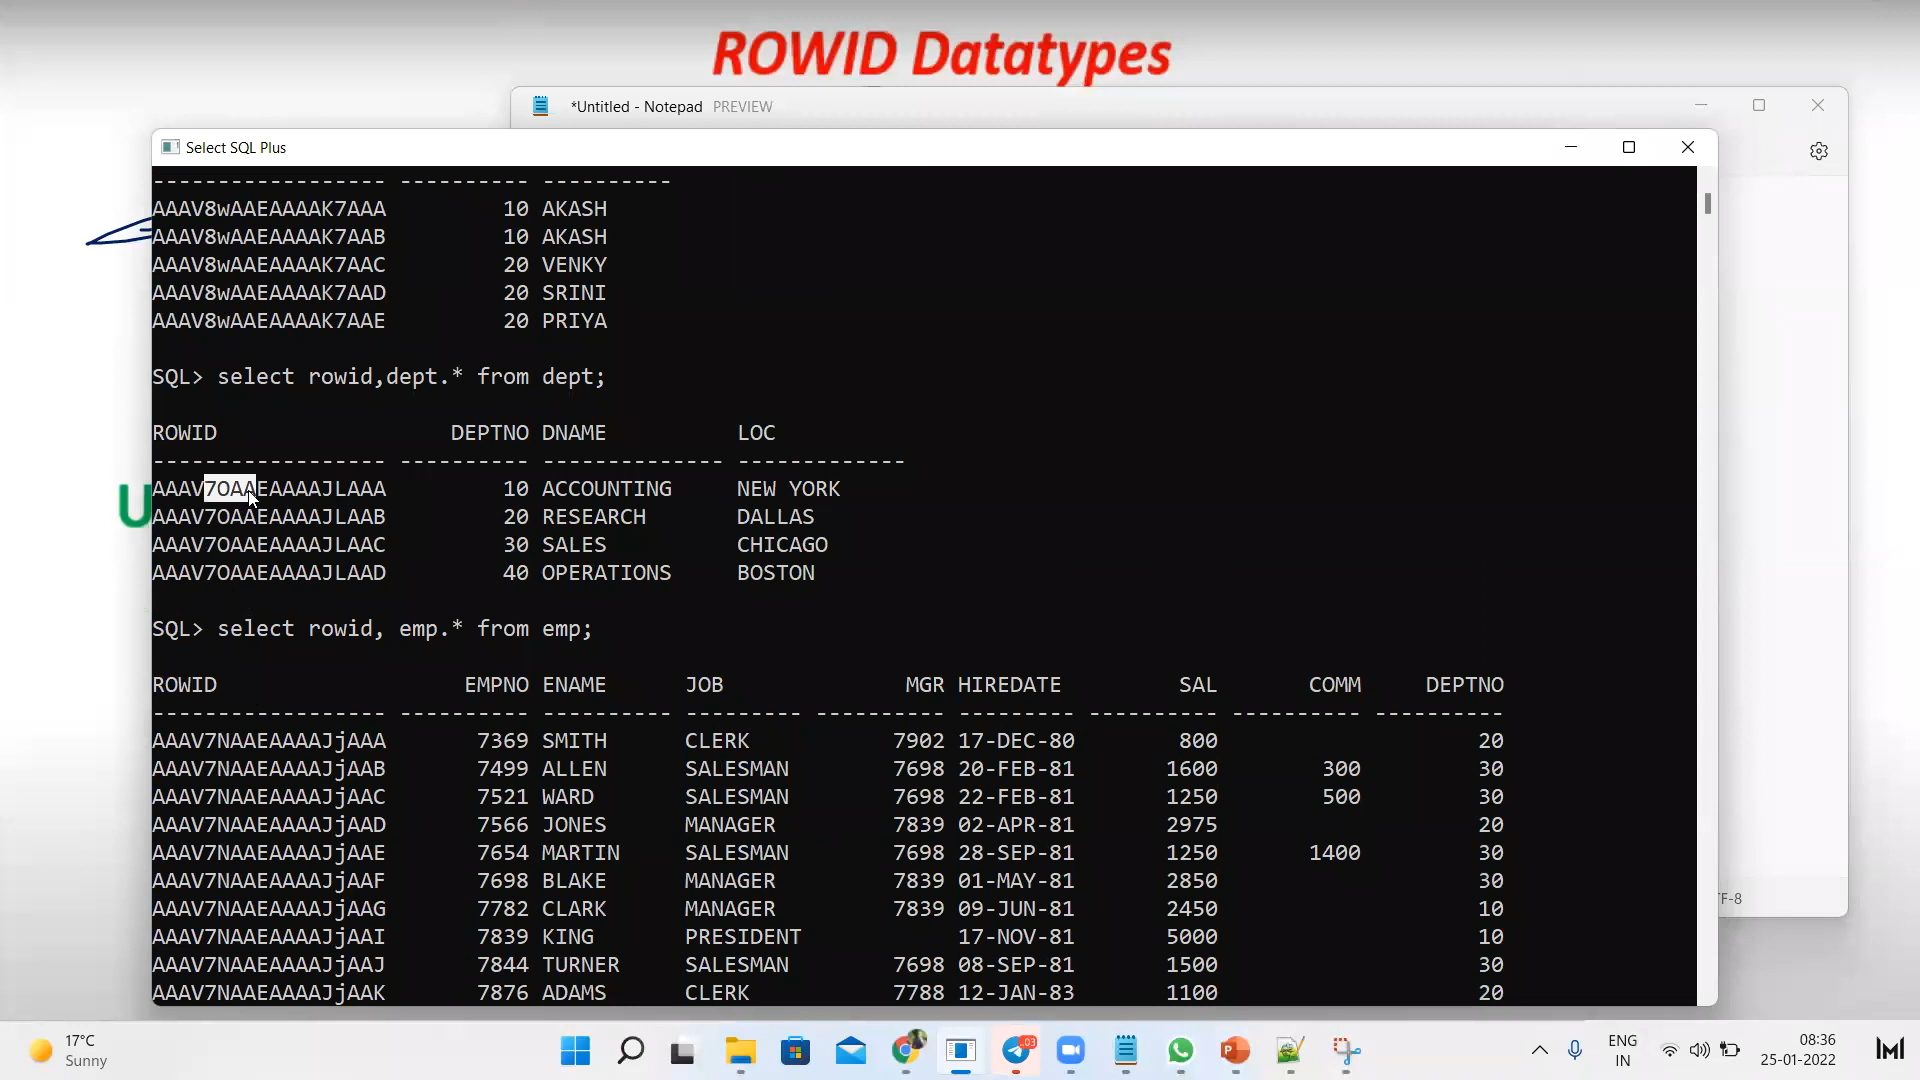 ROWID Datatypes
*Untitled - Notepad PREVIEW
Select SQL Plus
------------------ ---------- ----------
AAAV8wAAEAAAAK7AAA 10 AKASH
AAAV8wAAEAAAAK7AAB 10 AKASH
AAAV8wAAEAAAAK7AAC 20 VENKY
AAAV8wAAEAAAAK7AAD 20 SRINI
AAAV8wAAEAAAAK7AAE 20 PRIYA
SQL> select rowid,dept.* from dept;
ROWID DEPTNO DNAME LOC
------------------ ---------- -------------- -------------
U
AAAV7OAAEAAAAJLAAA 10 ACCOUNTING NEW YORK
AAAV7OAAEAAAAJLAAB 20 RESEARCH DALLAS
AAAV7OAAEAAAAJLAAC 30 SALES CHICAGO
AAAV7OAAEAAAAJLAAD 40 OPERATIONS BOSTON
SQL> select rowid, emp.* from emp;
ROWID EMPNO ENAME JOB MGR HIREDATE SAL COMM DEPTNO
------------------ ---------- ---------- --------- ---------- --------- ---------- ---------- ----------
AAAV7NAAEAAAAJjAAA 7369 SMITH CLERK 7902 17-DEC-80 800 20
AAAV7NAAEAAAAJjAAB 7499 ALLEN SALESMAN 7698 20-FEB-81 1600 300 30
AAAV7NAAEAAAAJjAAC 7521 WARD SALESMAN 7698 22-FEB-81 1250 500 30
AAAV7NAAEAAAAJjAAD 7566 JONES MANAGER 7839 02-APR-81 2975 20
AAAV7NAAEAAAAJjAAE 7654 MARTIN SALESMAN 7698 28-SEP-81 1250 1400 30
AAAV7NAAEAAAAJjAAF 7698 BLAKE MANAGER 7839 01-MAY-81 2850 30
AAAV7NAAEAAAAJjAAG 7782 CLARK MANAGER 7839 09-JUN-81 2450 10
AAAV7NAAEAAAAJjAAI 7839 KING PRESIDENT 17-NOV-81 5000 10
AAAV7NAAEAAAAJjAAJ 7844 TURNER SALESMAN 7698 08-SEP-81 1500 30
AAAV7NAAEAAAAJjAAK 7876 ADAMS CLERK 7788 12-JAN-83 1100 20
TF-8
17°C
Sunny
03
ENG
IN
08:36
25-01-2022